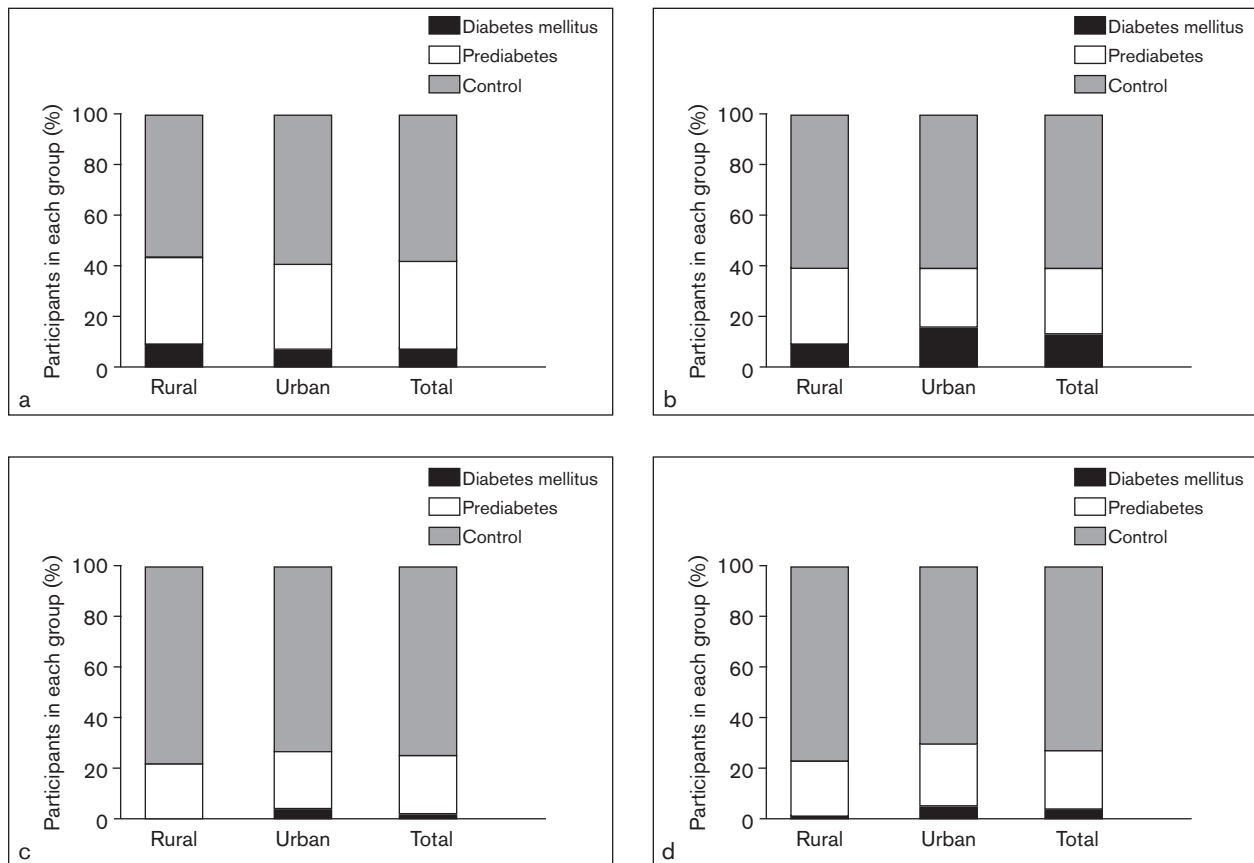 Diabetes mellitus
Prediabetes
Control
Participants in each group (%)
100
80
60
40
20
0
Rural Urban Total
a
Diabetes mellitus
Prediabetes
Control
Participants in each group (%)
100
80
60
40
20
0
Rural Urban Total
b
Diabetes mellitus
Prediabetes
Control
Participants in each group (%)
100
80
60
40
20
0
Rural Urban Total
c
Diabetes mellitus
Prediabetes
Control
Participants in each group (%)
100
80
60
40
20
0
Rural Urban Total
d